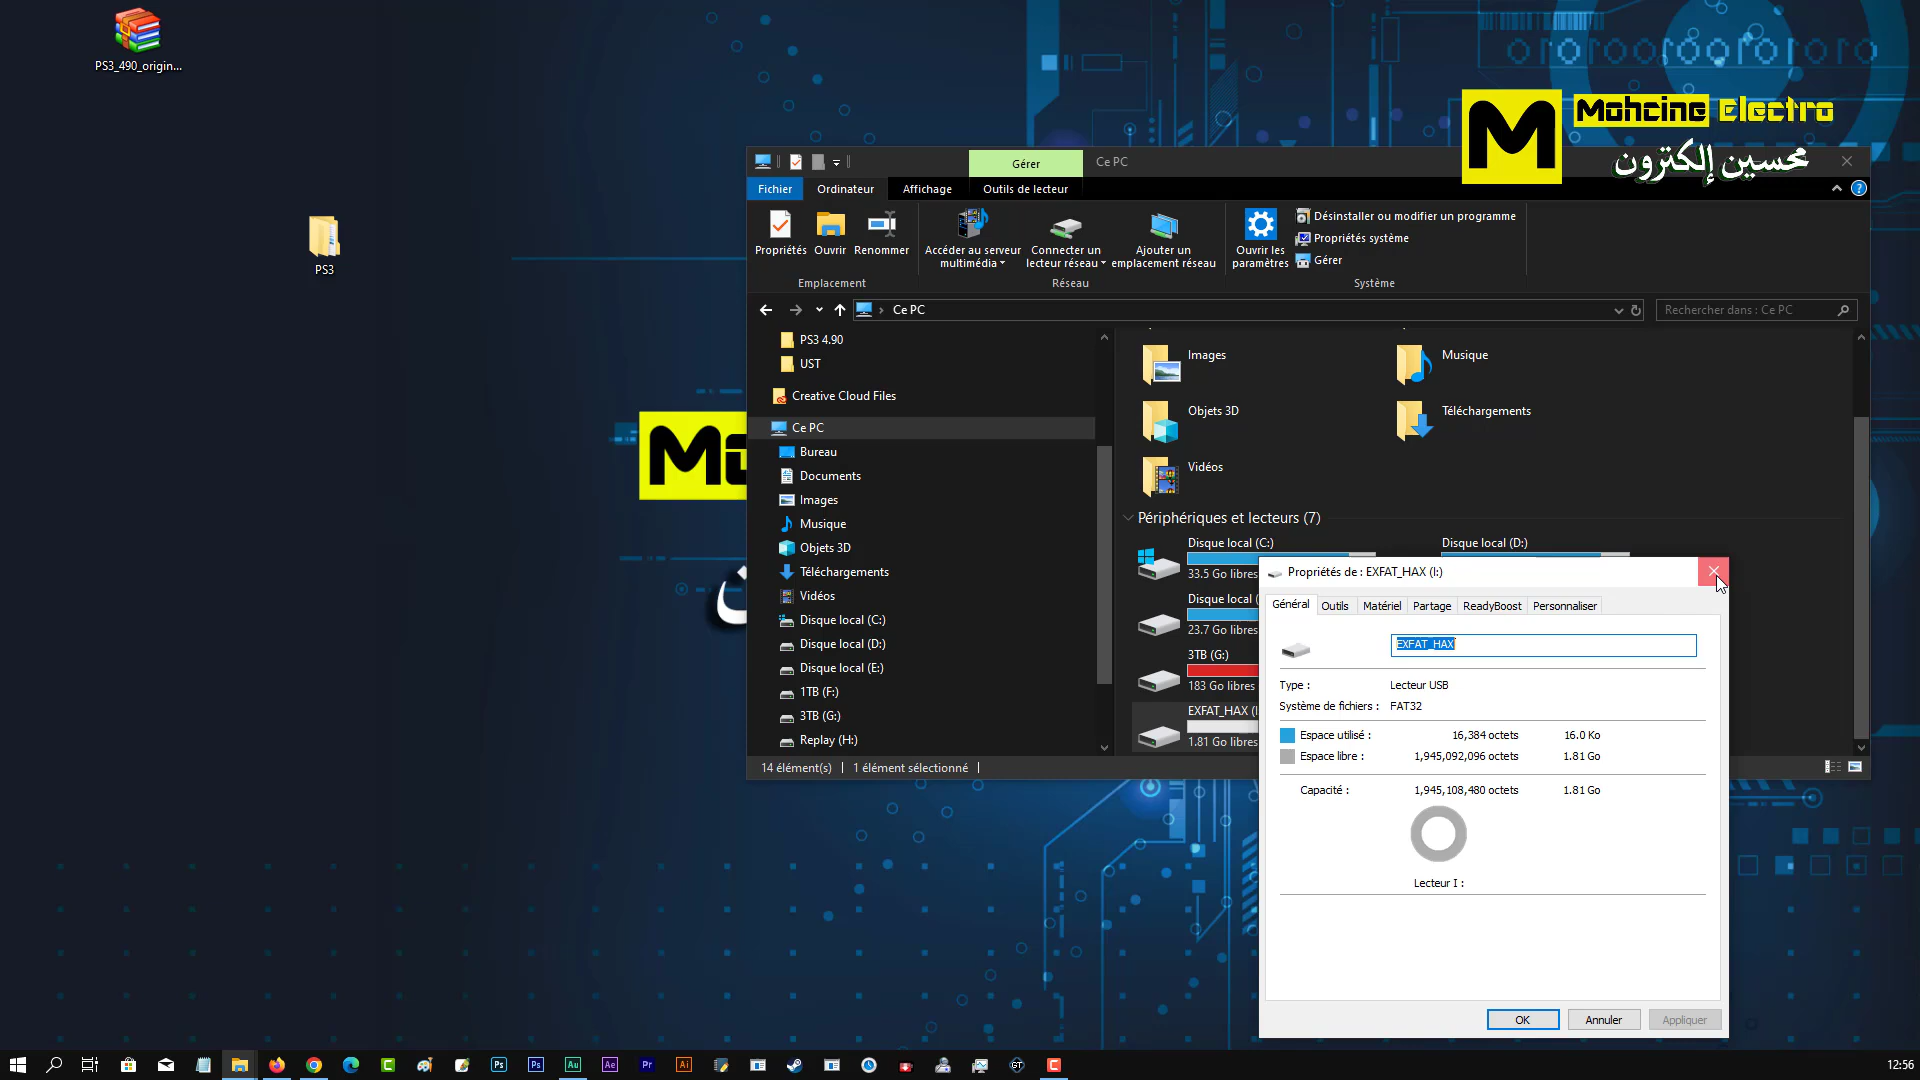 PS3_490_origin...
PS3
Mohcine Electro
محسين إلكترون
Gérer
Ce PC
Fichier
Ordinateur
Affichage
Outils de lecteur
Propriétés
Ouvrir
Renommer
Accéder au serveur
multimédia
Connecter un
lecteur réseau
Ajouter un
emplacement réseau
Ouvrir les
paramètres
Désinstaller ou modifier un programme
Propriétés système
Gérer
Emplacement
Réseau
Système
Ce PC
Rechercher dans : Ce PC
PS3 4.90
UST
Creative Cloud Files
Ce PC
Bureau
Documents
Images
Musique
Objets 3D
Téléchargements
Vidéos
Disque local (C:)
Disque local (D:)
Disque local (E:)
1TB (F:)
3TB (G:)
Replay (H:)
Images
Musique
Objets 3D
Téléchargements
Vidéos
Périphériques et lecteurs (7)
Disque local (C:)
33.5 Go libres
Disque local (D:)
Disque local (
23.7 Go libres
3TB (G:)
183 Go libres
EXFAT_HAX (I
1.81 Go libres
14 élément(s)
1 élément sélectionné
Propriétés de : EXFAT_HAX (I:)
Général
Outils
Matériel
Partage
ReadyBoost
Personnaliser
EXFAT_HAX
Type : Lecteur USB
Système de fichiers : FAT32
Espace utilisé : 16,384 octets 16.0 Ko
Espace libre : 1,945,092,096 octets 1.81 Go
Capacité : 1,945,108,480 octets 1.81 Go
Lecteur I :
OK
Annuler
Appliquer
12:56